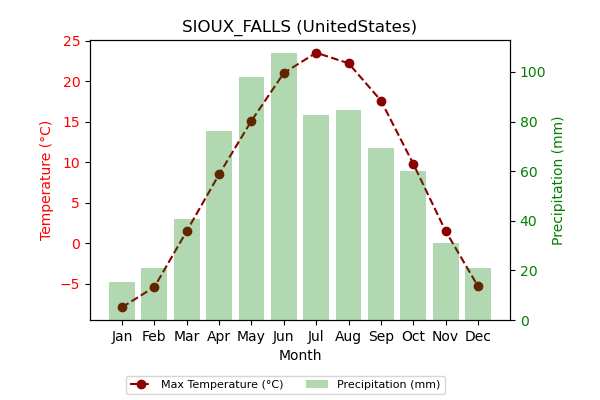 SIOUX_FALLS (UnitedStates)
Temperature (°C)
25
20
15
10
5
0
−5
Precipitation (mm)
100
80
60
40
20
0
Jan Feb Mar Apr May Jun Jul Aug Sep Oct Nov Dec
Month
Max Temperature (°C) Precipitation (mm)